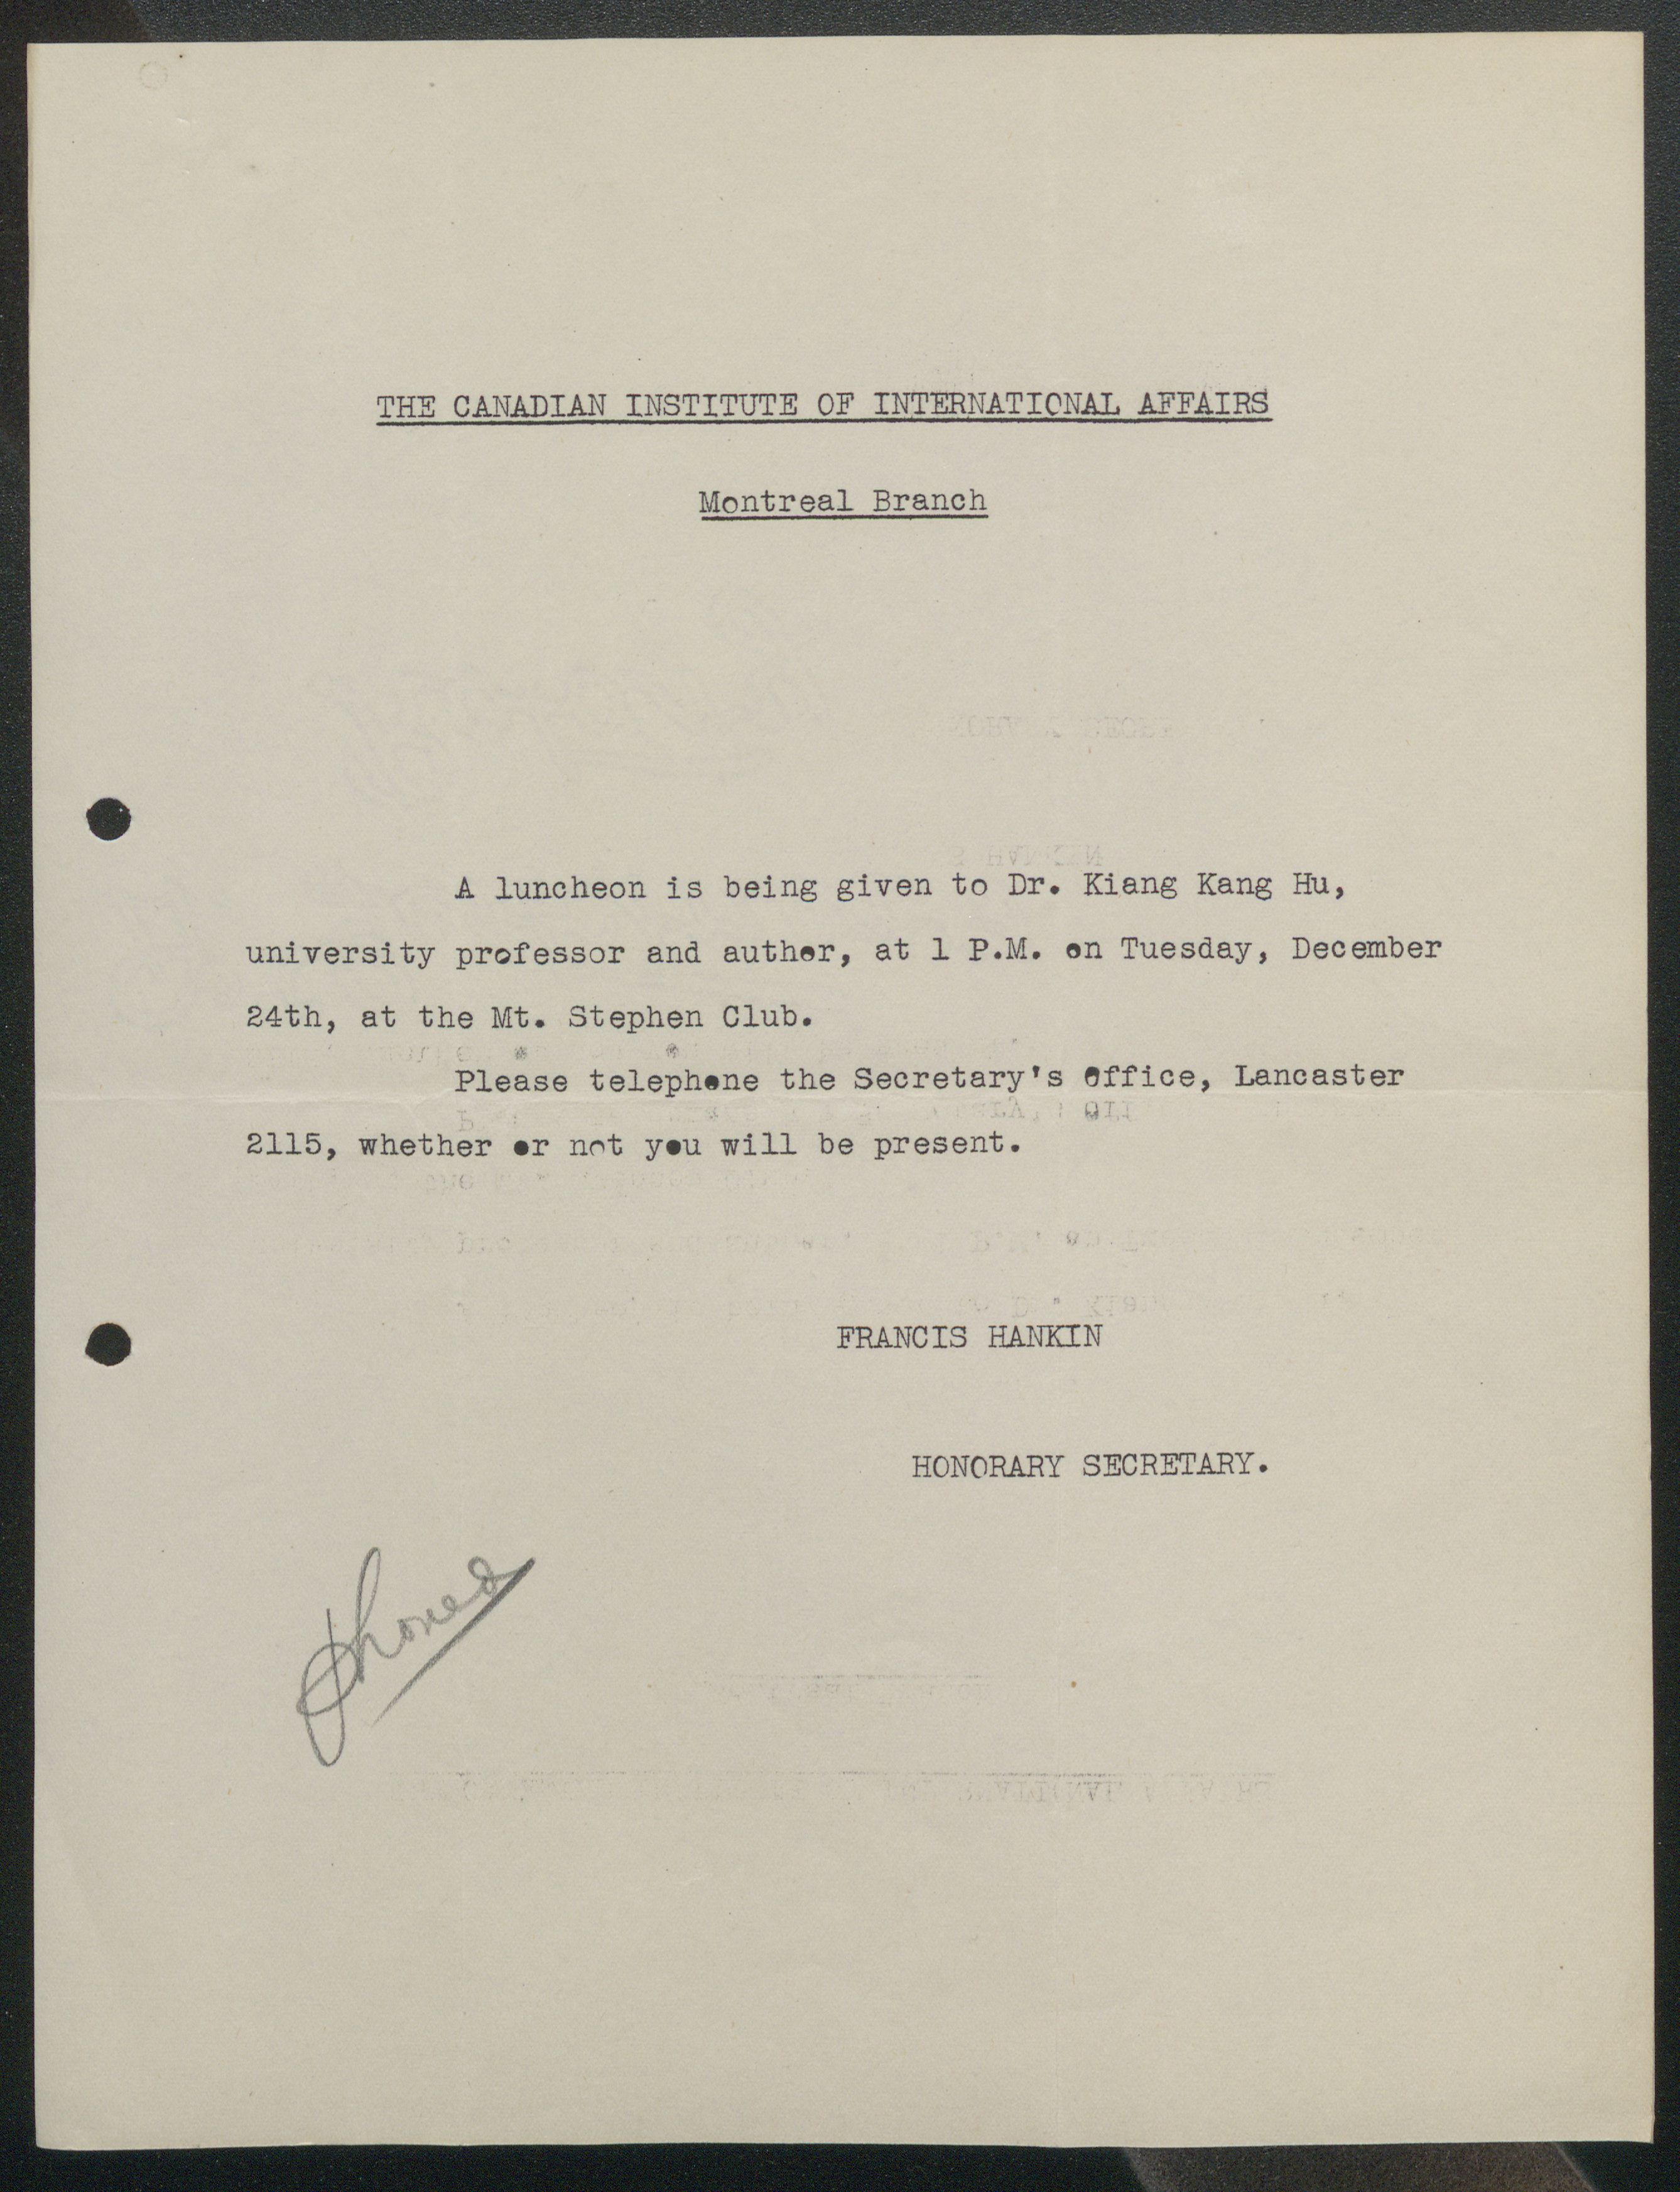 THE CANADIAN INSTITUTE OF INTERNATIONAL AFFAIRS
Montreal Branch
A luncheon is being given to Dr. Kiang Kang Hu,
university professor and author, at 1 P.M. on Tuesday, December
24th, at the Mt. Stephen Club.
Please telephone the Secretary's office, Lancaster
2115, whether or not you will be present.
FRANCIS HANKIN
HONORARY SECRETARY.
phoned